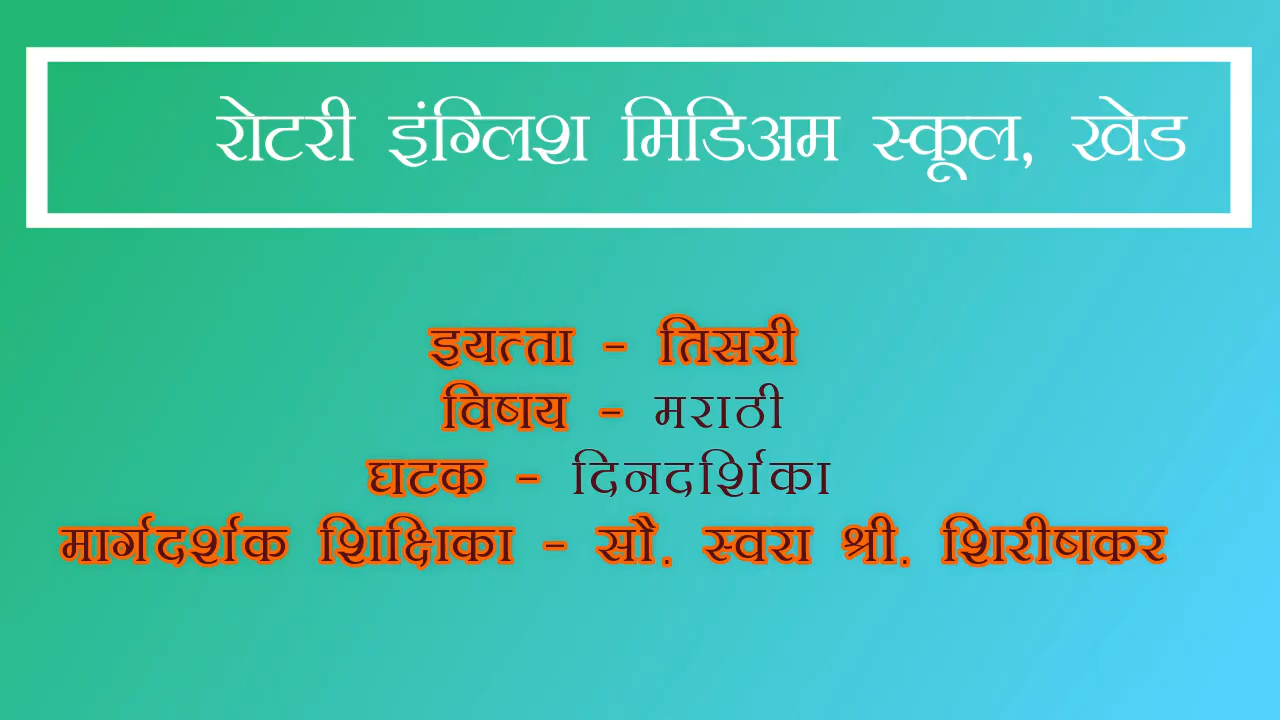 रोटरी इंग्लिश मिडिअम स्कूल, खेड
इयत्ता - तिसरी
विषय - मराठी
घटक - दिनदर्शिका
मार्गदर्शक शिक्षिका - सौ. स्वरा श्री. शिरीषकर